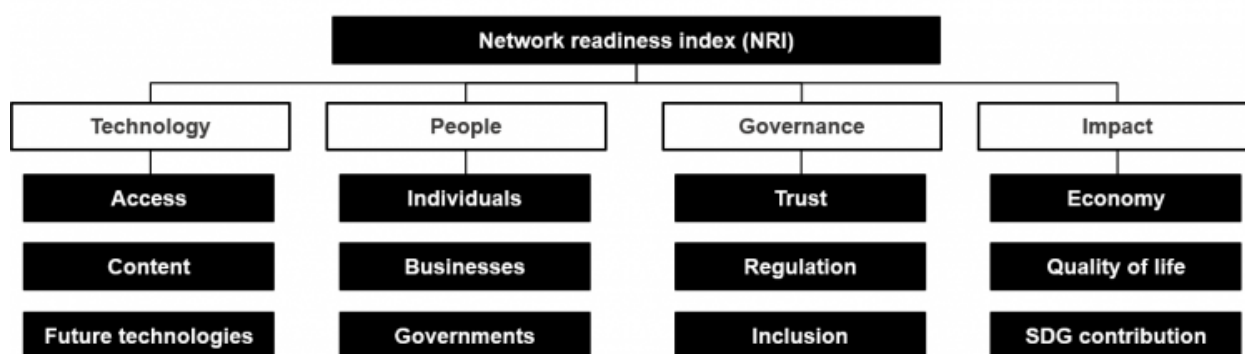 Network readiness index (NRI)
Technology
People
Governance
Impact
Access
Individuals
Trust
Economy
Content
Businesses
Regulation
Quality of life
Future technologies
Governments
Inclusion
SDG contribution